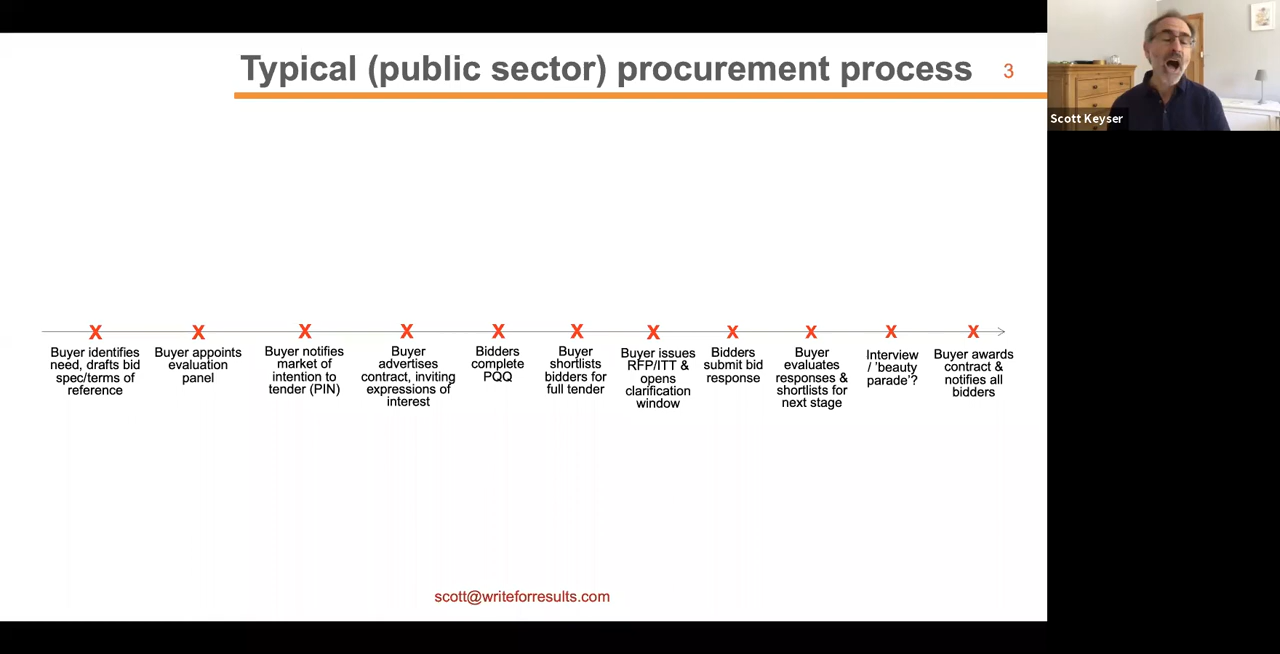 Typical (public sector) procurement process
3
Scott Keyser
X X X X X X X X X X X
Buyer identifies
need, drafts bid
spec/terms of
reference
Buyer appoints
evaluation
panel
Buyer notifies
market of
intention to
tender (PIN)
Buyer
advertises
contract, inviting
expressions of
interest
Bidders
complete
PQQ
Buyer
shortlists
bidders for
full tender
Buyer issues
RFP/ITT &
opens
clarification
window
Bidders
submit bid
response
Buyer
evaluates
responses &
shortlists for
next stage
Interview
/ 'beauty
parade'?
Buyer awards
contract &
notifies all
bidders
scott@writeforresults.com